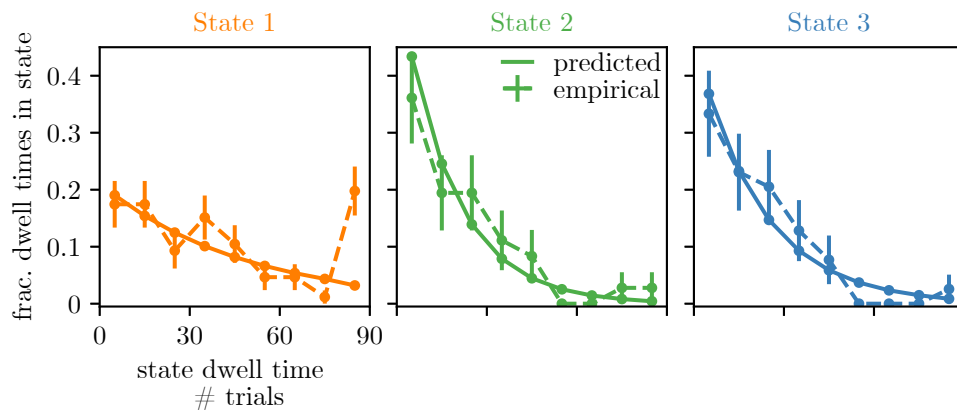 State 1
State 2
State 3
frac. dwell times in state
0.4
0.3
0.2
0.1
0
0 30 60 90
state dwell time
# trials
predicted
empirical